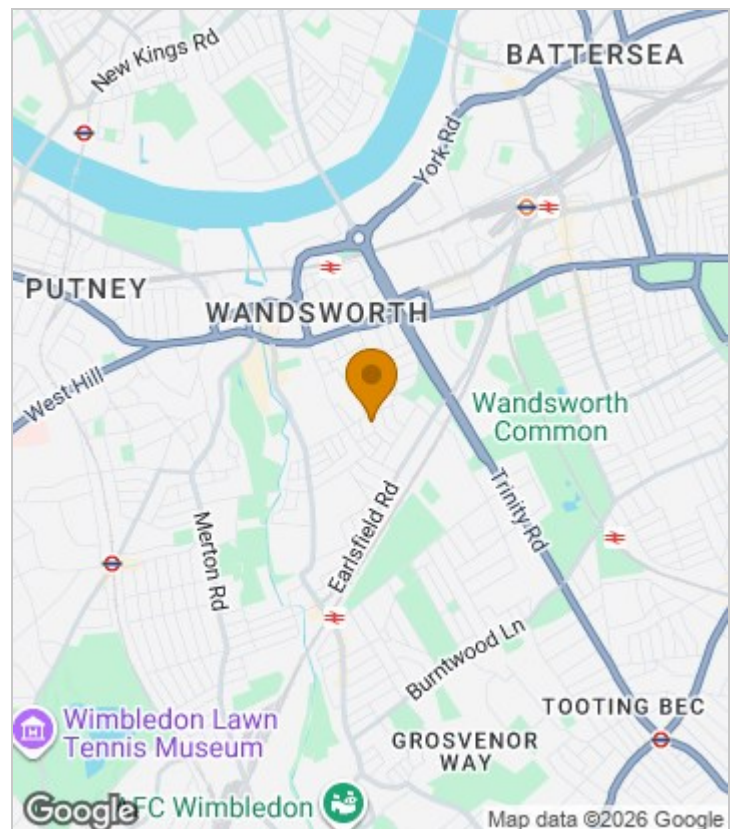 New Kings Rd
BATTERSEA
York Rd
PUTNEY
WANDSWORTH
West Hill
Wandsworth
Common
Trinity Rd
Earlsfield Rd
Merton Rd
Burntwood Ln
TOOTING BEC
Wimbledon Lawn
Tennis Museum
GROSVENOR
WAY
Google
AFC Wimbledon
Map data ©2026 Google